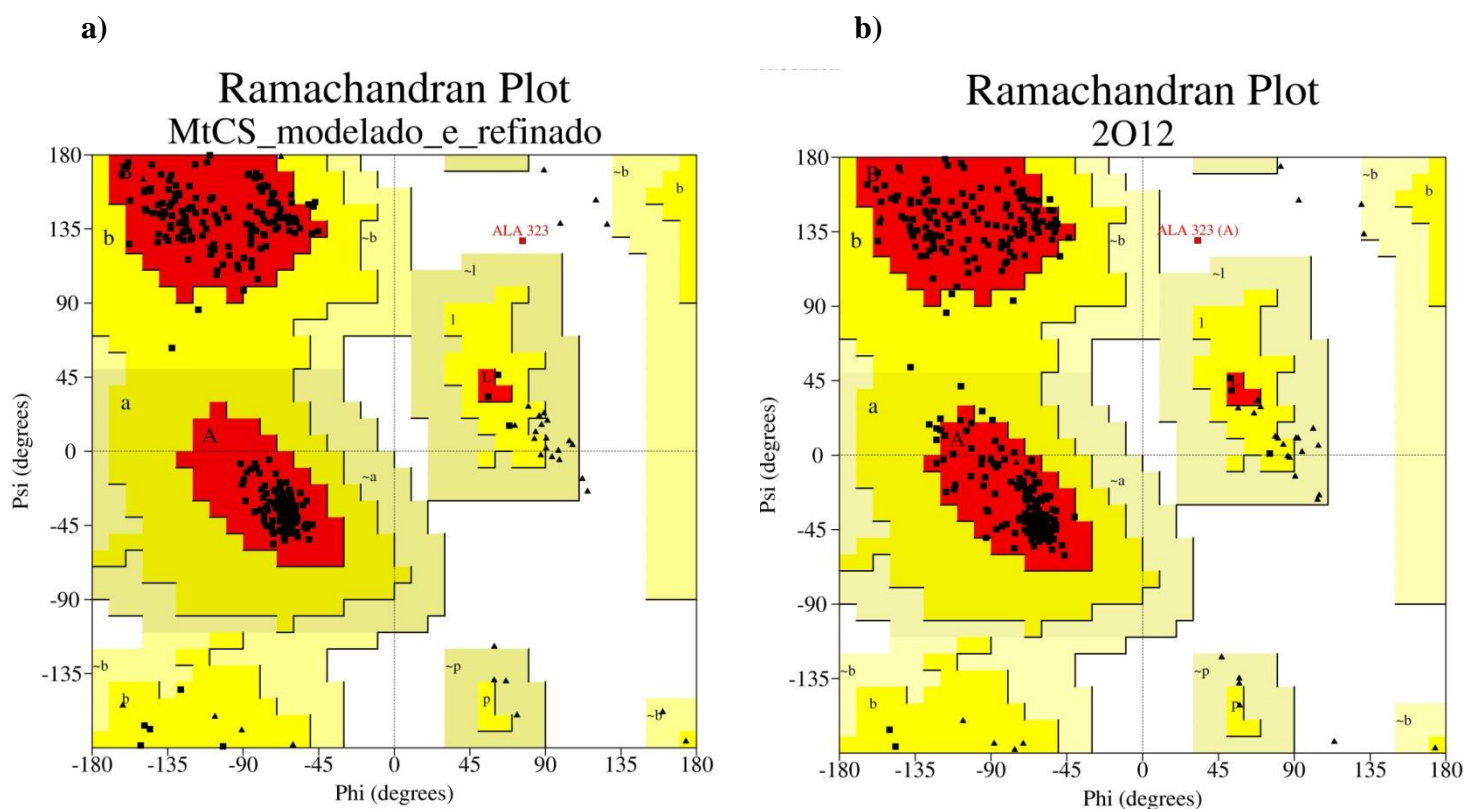 a)
b)
Ramachandran Plot
MtCS_modelado_e_refinado
180
135
90
45
0
-45
-90
-135
-180
Psi (degrees)
-180 -135 -90 -45 0 45 90 135 180
Phi (degrees)
B
b
~b
ALA 323
~l
l
L
a
A
~a
~b
b
~p
p
~b
~b
b
Ramachandran Plot
2O12
180
135
90
45
0
-45
-90
-135
-180
Psi (degrees)
-180 -135 -90 -45 0 45 90 135 180
Phi (degrees)
B
b
~b
ALA 323 (A)
~l
l
L
a
A
~a
~b
b
~p
p
~b
~b
b